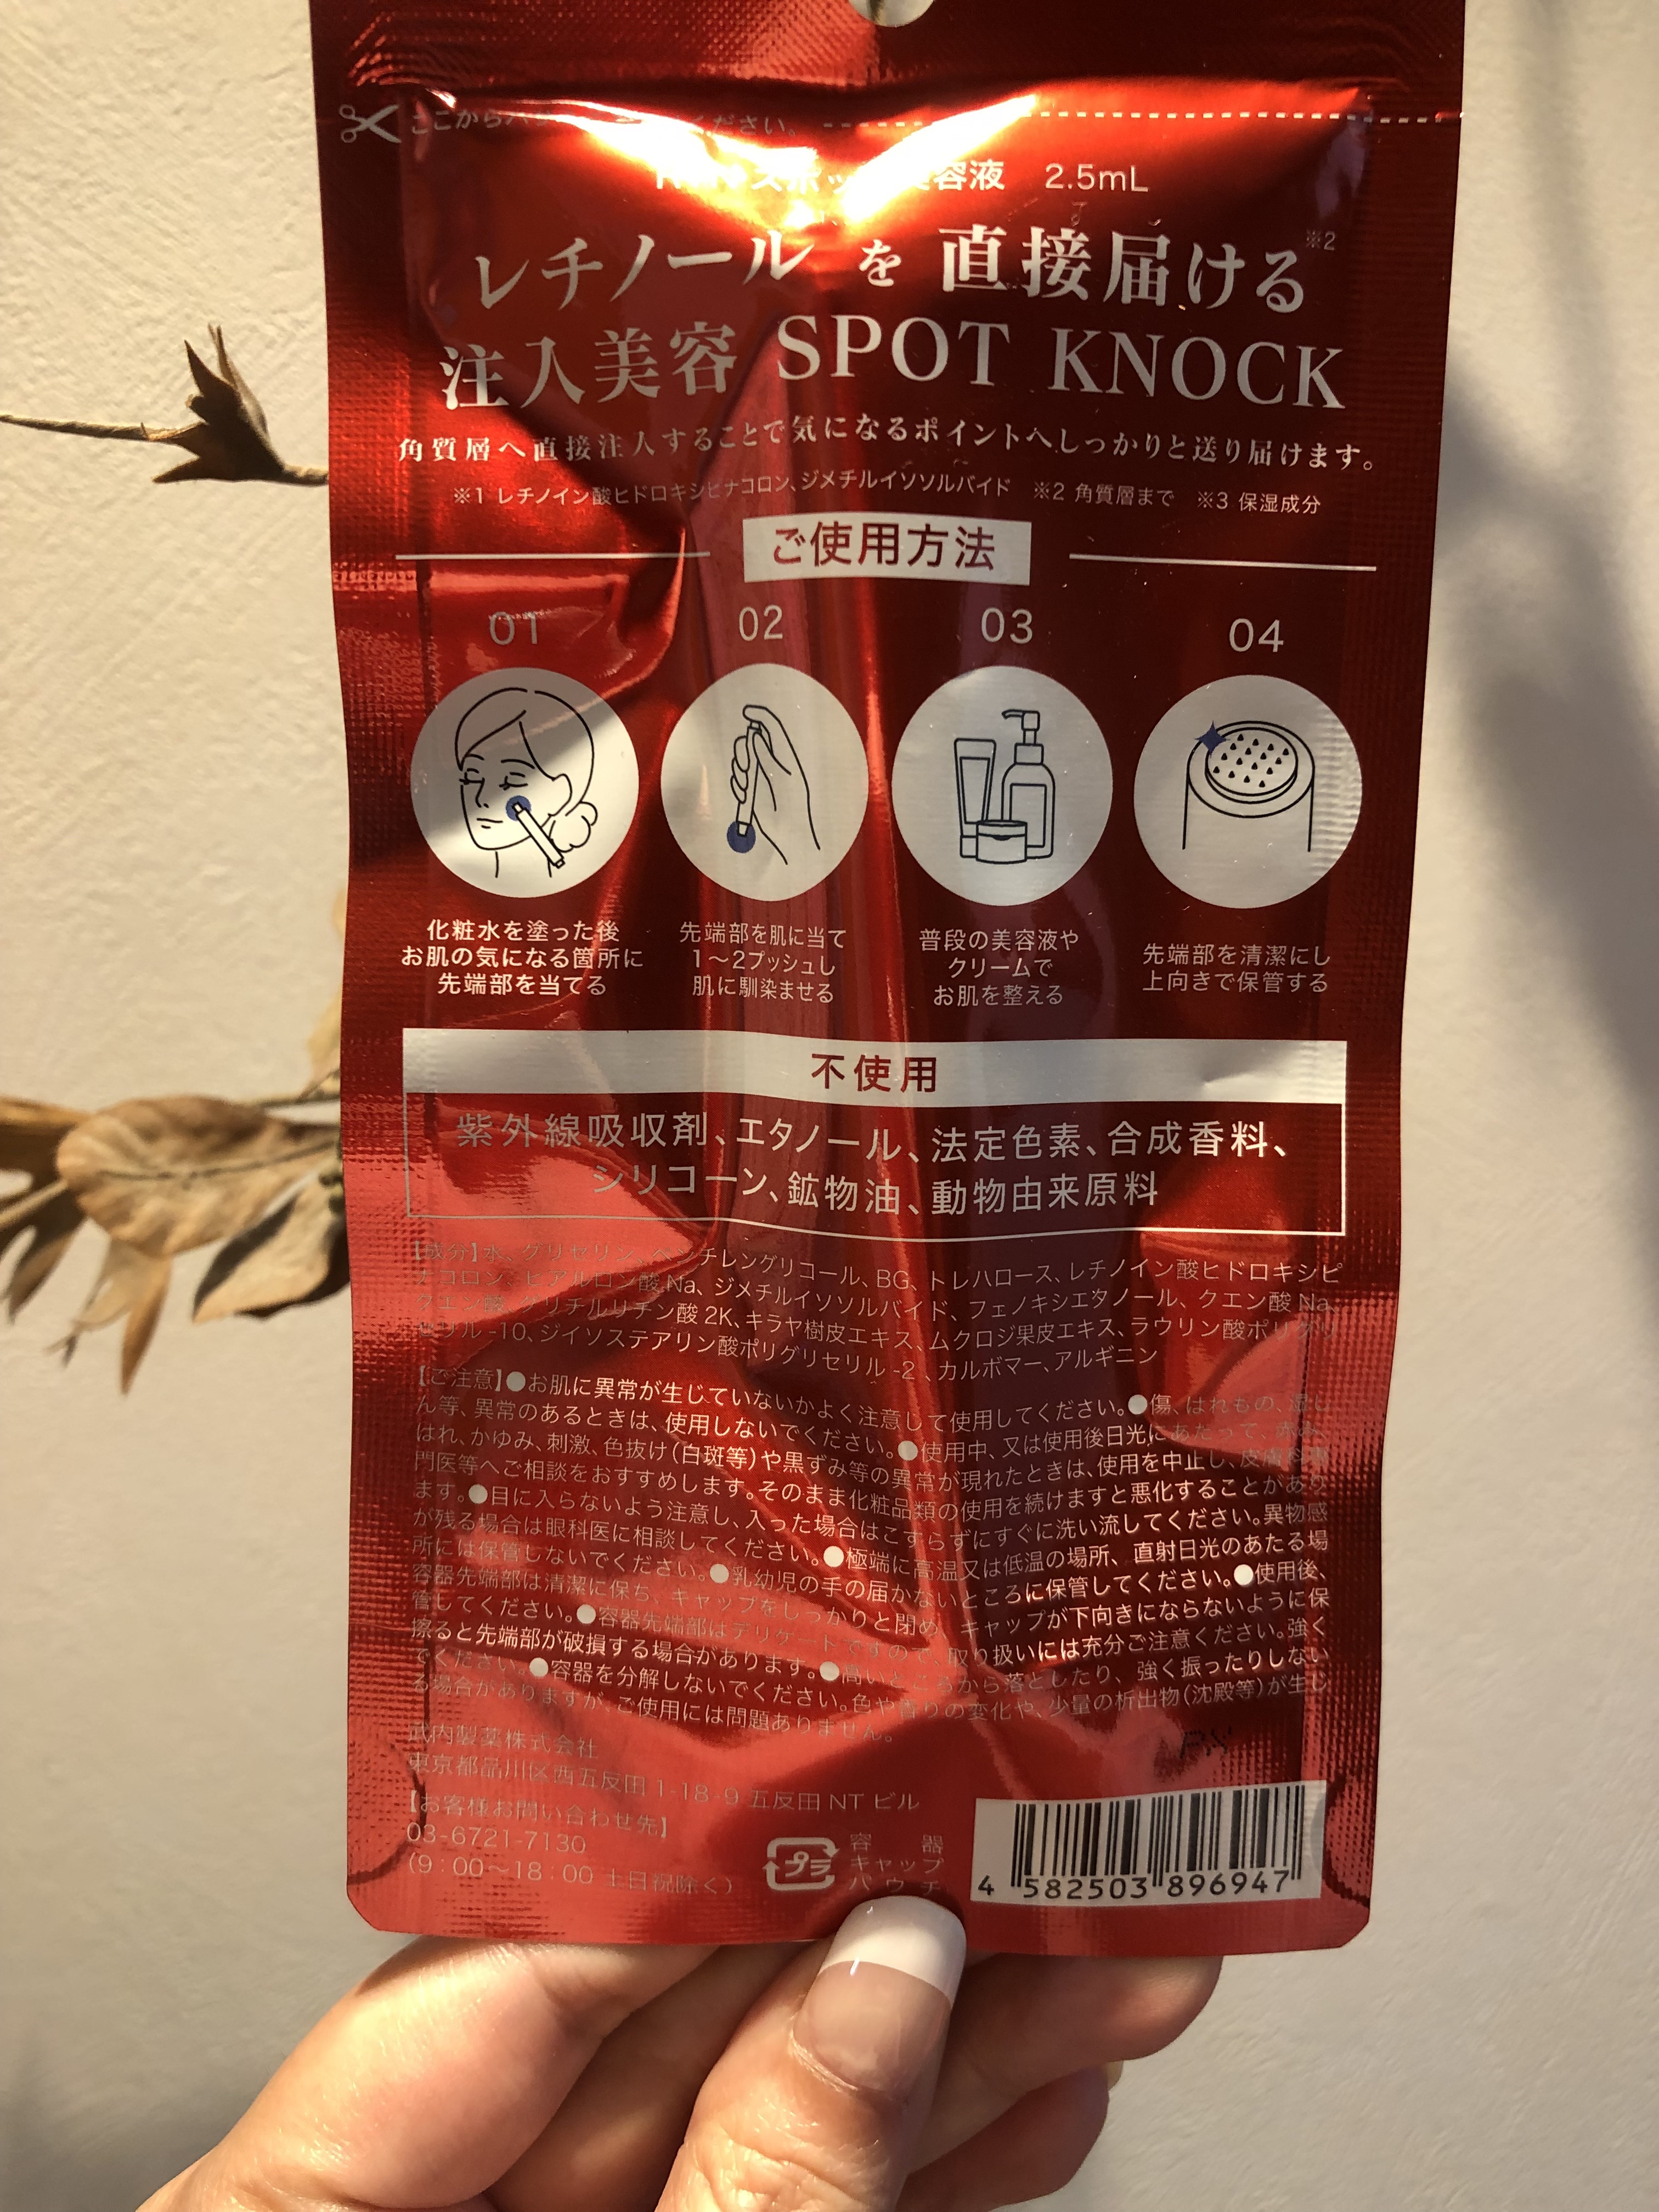 ここから ください。
スポッ 容液 2.5mL
レチノール を 直接届ける※2
注入美容 SPOT KNOCK
角質層へ直接注入することで気になるポイントへしっかりと送り届けます。
※1 レチノイン酸ヒドロキシピナコロン、ジメチルイソソルバイド ※2 角質層まで ※3 保湿成分
ご使用方法
01
02
03
04
化粧水を塗った後
お肌の気になる箇所に
先端部を当てる
先端部を肌に当て
1〜2プッシュし
肌に馴染ませる
普段の美容液や
クリームで
お肌を整える
先端部を清潔にし
上向きで保管する
不使用
紫外線吸収剤、エタノール、法定色素、合成香料、
シリコーン、鉱物油、動物由来原料
【成分】水、グリセリン、ペンチレングリコール、BG、トレハロース、レチノイン酸ヒドロキシピ
ナコロン、ヒアルロン酸Na、ジメチルイソソルバイド、フェノキシエタノール、クエン酸Na、
クエン酸、グリチルリチン酸2K、キラヤ樹皮エキス、ムクロジ果皮エキス、ラウリン酸ポリグリ
セリル-10、ジイソステアリン酸ポリグリセリル-2、カルボマー、アルギニン
【ご注意】●お肌に異常が生じていないかよく注意して使用してください。●傷、はれもの、湿し
ん等、異常のあるときは、使用しないでください。●使用中、又は使用後日光にあたって、赤み、
はれ、かゆみ、刺激、色抜け(白斑等)や黒ずみ等の異常が現れたときは、使用を中止し、皮膚科専
門医等へご相談をおすすめします。そのまま化粧品類の使用を続けますと悪化することがあり
ます。●目に入らないよう注意し、入った場合はこすらずにすぐに洗い流してください。異物感
が残る場合は眼科医に相談してください。●極端に高温又は低温の場所、直射日光のあたる場
所には保管しないでください。●乳幼児の手の届かないところに保管してください。●使用後、
容器先端部は清潔に保ち、キャップをしっかりと閉め、キャップが下向きにならないように保
管してください。●容器先端部はデリケートですので、取り扱いには充分ご注意ください。強く
擦ると先端部が破損する場合があります。●高いところから落としたり、強く振ったりしない
でください。●容器を分解しないでください。色や香りの変化や、少量の析出物(沈殿等)が生じ
る場合がありますが、ご使用には問題ありません。
武内製薬株式会社
東京都品川区西五反田1-18-9 五反田NTビル
【お客様お問い合わせ先】
03-6721-7130
(9:00〜18:00 土日祝除く)
プラ
容器
キャップ
パウチ
4 582503 896947